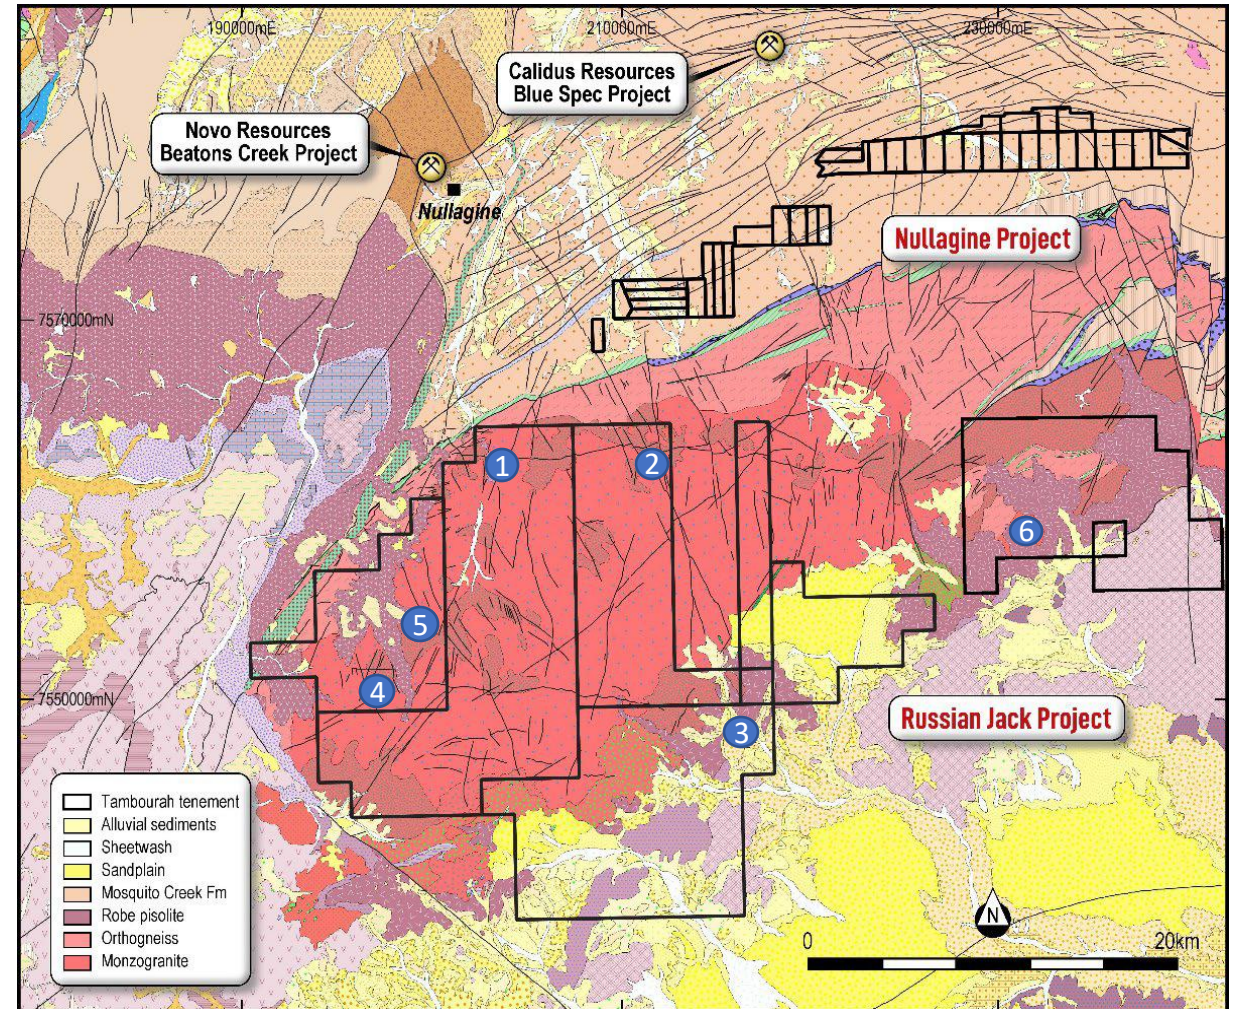 190000mE
210000mE
230000mE
Calidus Resources
Blue Spec Project
Novo Resources
Beatons Creek Project
Nullagine
Nullagine Project
7570000mN
1
2
6
5
4
7550000mN
3
Russian Jack Project
Tambourah tenement
Alluvial sediments
Sheetwash
Sandplain
Mosquito Creek Fm
Robe pisolite
Orthogneiss
Monzogranite
N
0
20km